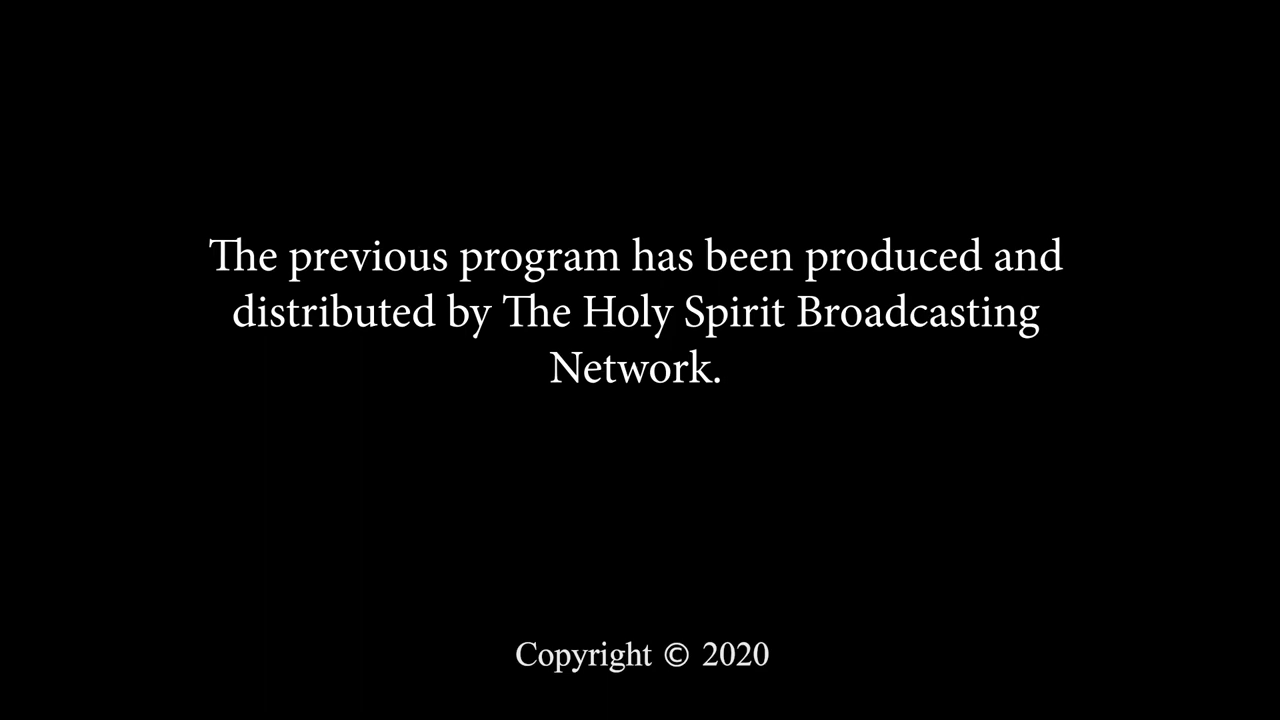 The previous program has been produced and
distributed by The Holy Spirit Broadcasting
Network.
Copyright © 2020